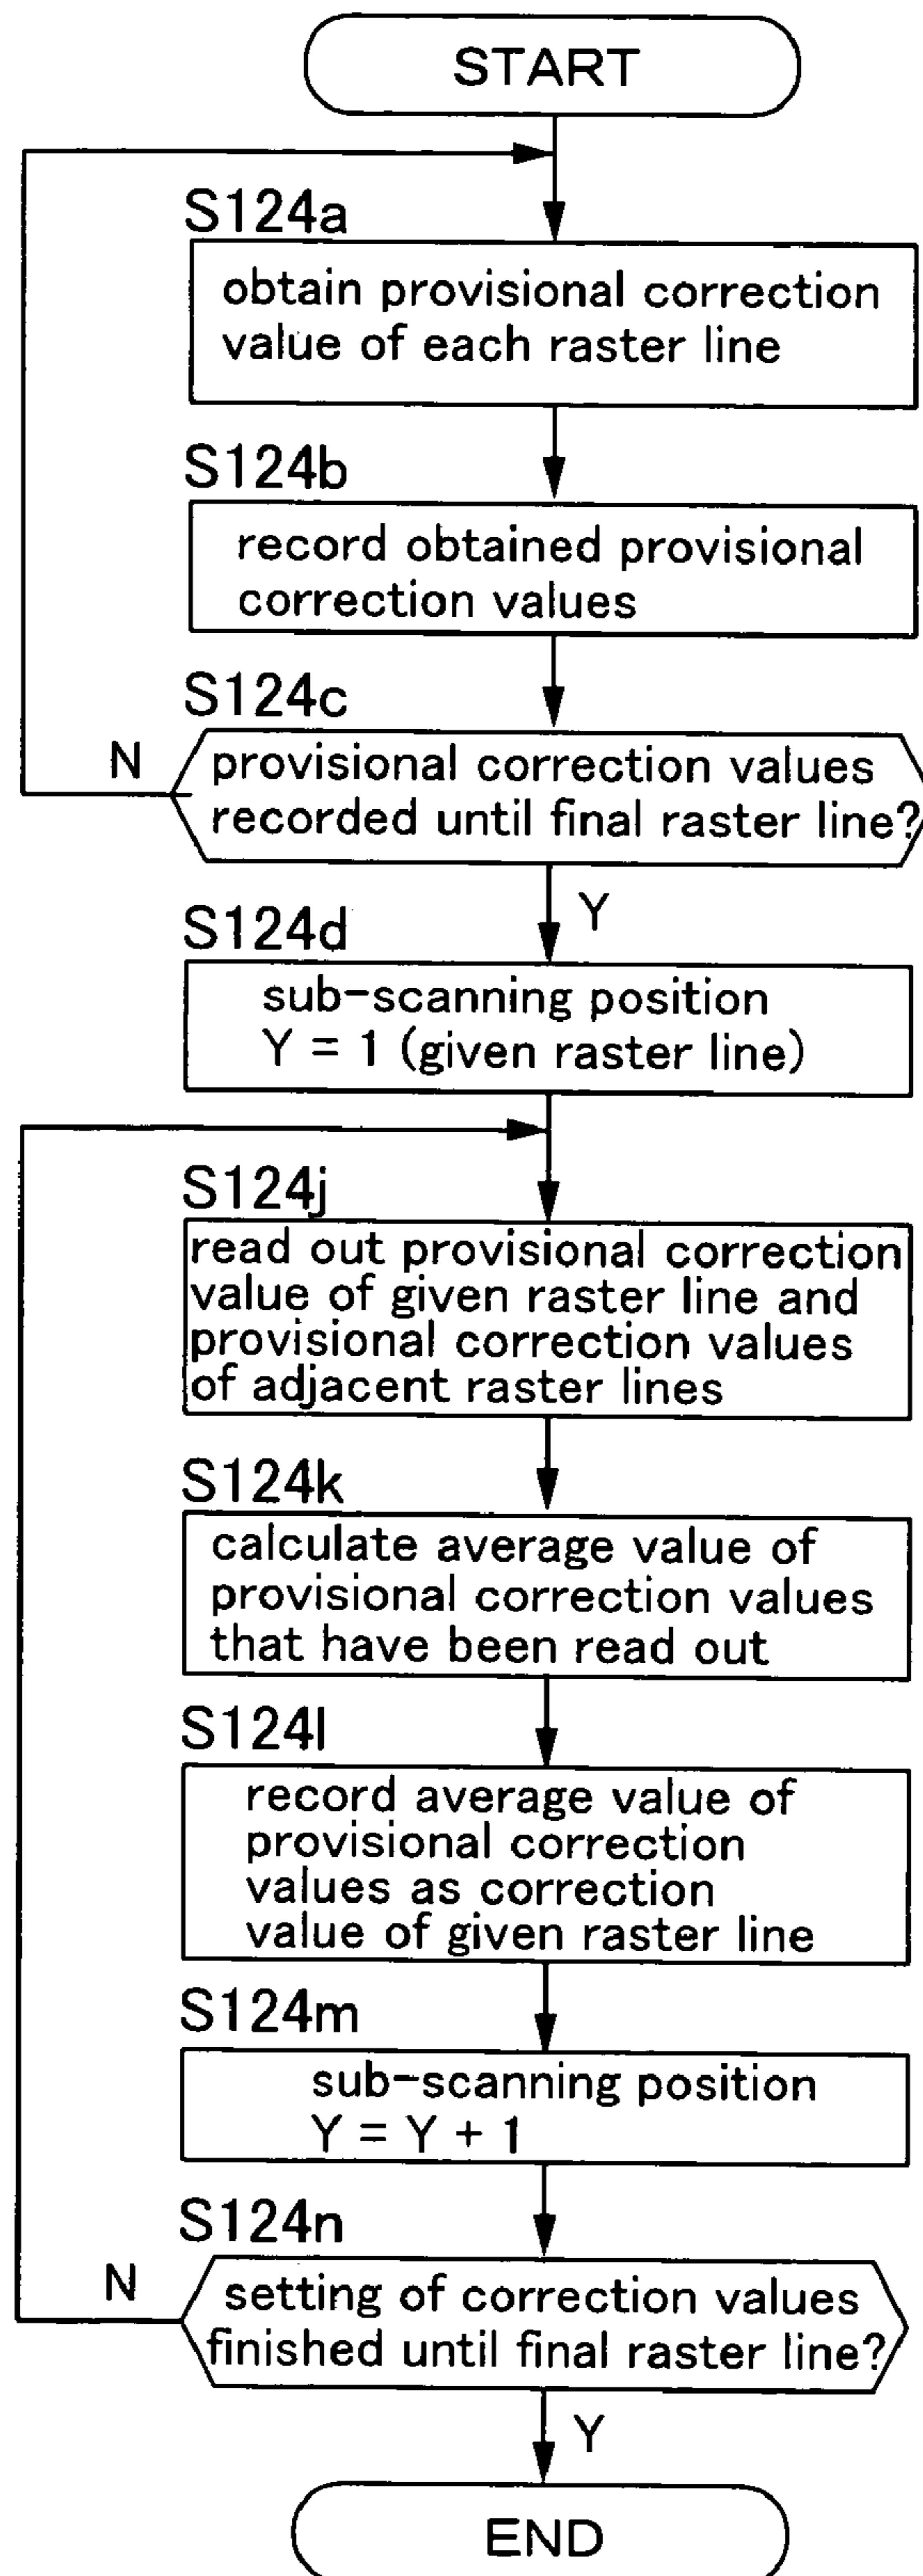 START
S124a
obtain provisional correction
value of each raster line
S124b
record obtained provisional
correction values
S124c
N
provisional correction values
recorded until final raster line?
Y
S124d
sub-scanning position
Y = 1 (given raster line)
S124j
read out provisional correction
value of given raster line and
provisional correction values
of adjacent raster lines
S124k
calculate average value of
provisional correction values
that have been read out
S124l
record average value of
provisional correction
values as correction
value of given raster line
S124m
sub-scanning position
Y = Y + 1
S124n
N
setting of correction values
finished until final raster line?
Y
END